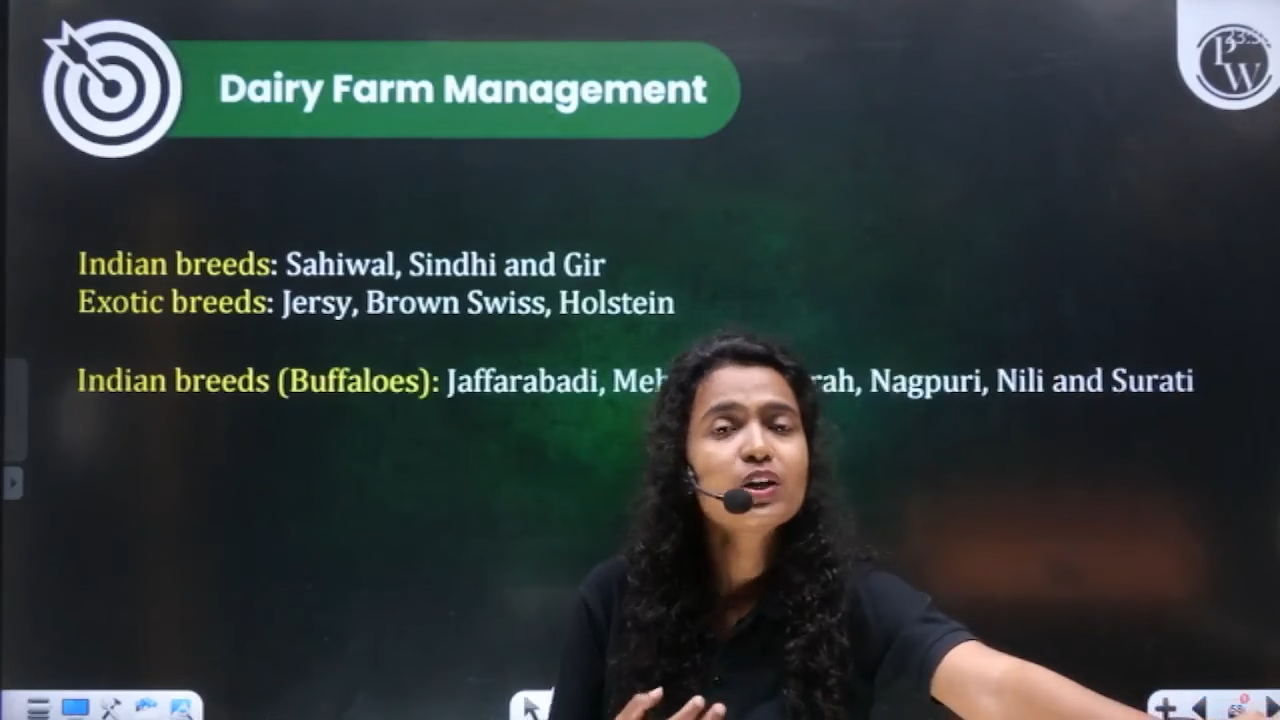 Dairy Farm Management
PW
Indian breeds: Sahiwal, Sindhi and Gir
Exotic breeds: Jersy, Brown Swiss, Holstein
Indian breeds (Buffaloes): Jaffarabadi, Nagpuri, Nili and Surati